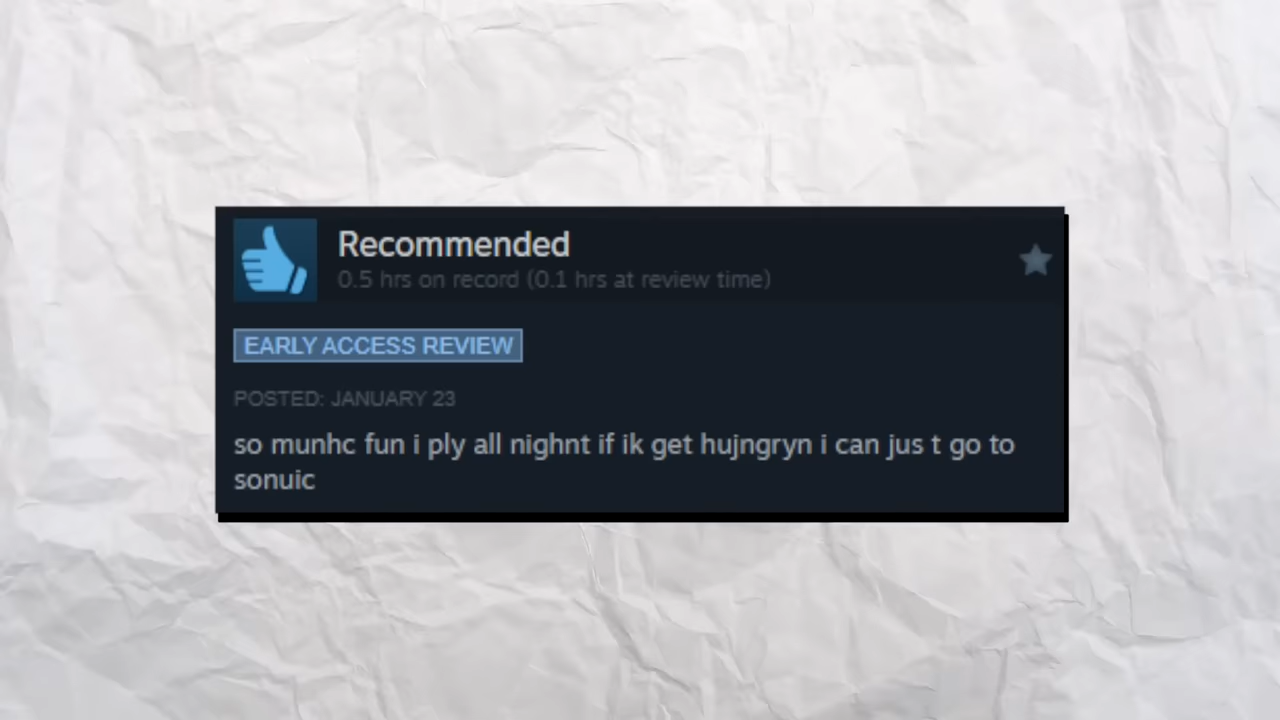 Recommended
0.5 hrs on record (0.1 hrs at review time)
EARLY ACCESS REVIEW
POSTED: JANUARY 23
so munhc fun i ply all nighnt if ik get hujngryn i can jus t go to
sonuic